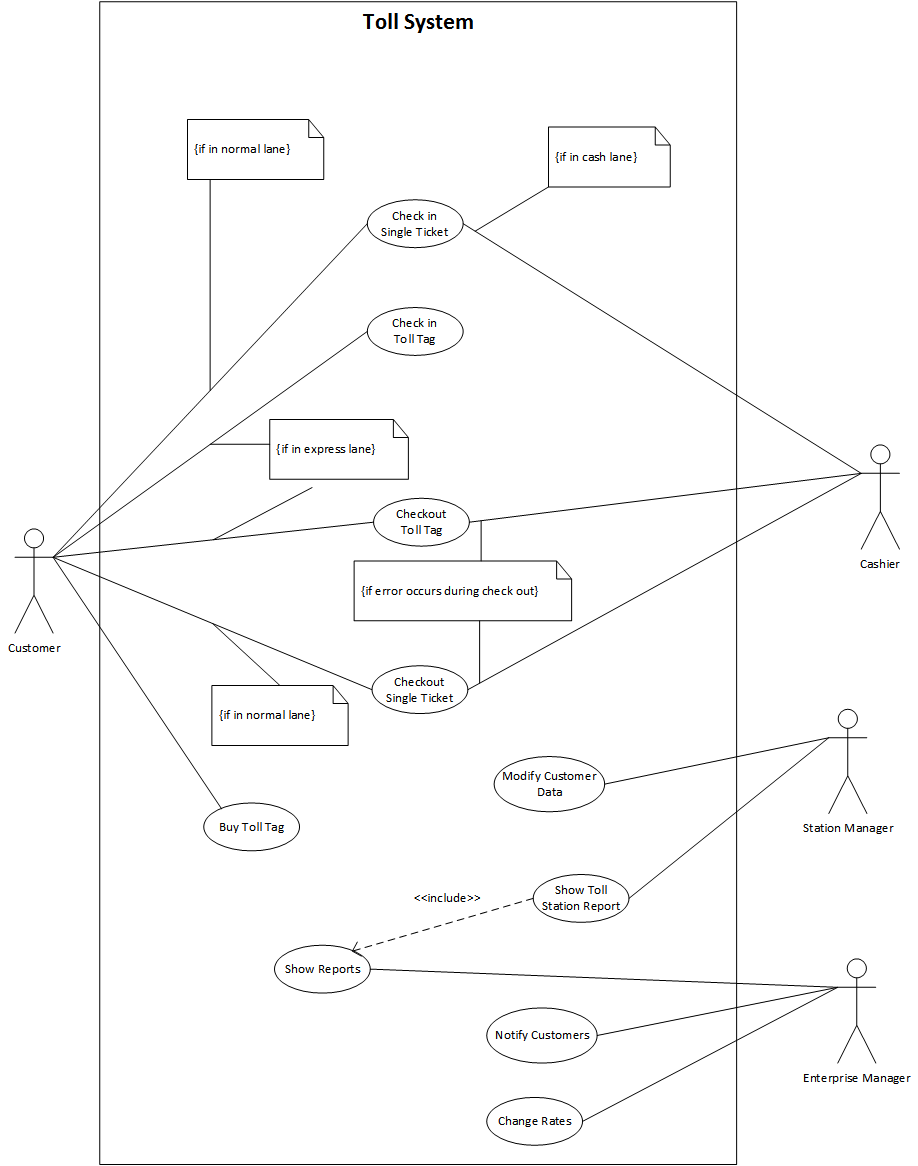 Toll System
{if in normal lane}
{if in cash lane}
Check in
Single Ticket
Check in
Toll Tag
{if in express lane}
Checkout
Toll Tag
Cashier
{if error occurs during check out}
Customer
Checkout
Single Ticket
{if in normal lane}
Modify Customer
Data
Station Manager
Buy Toll Tag
<<include>>
Show Toll
Station Report
Show Reports
Notify Customers
Enterprise Manager
Change Rates